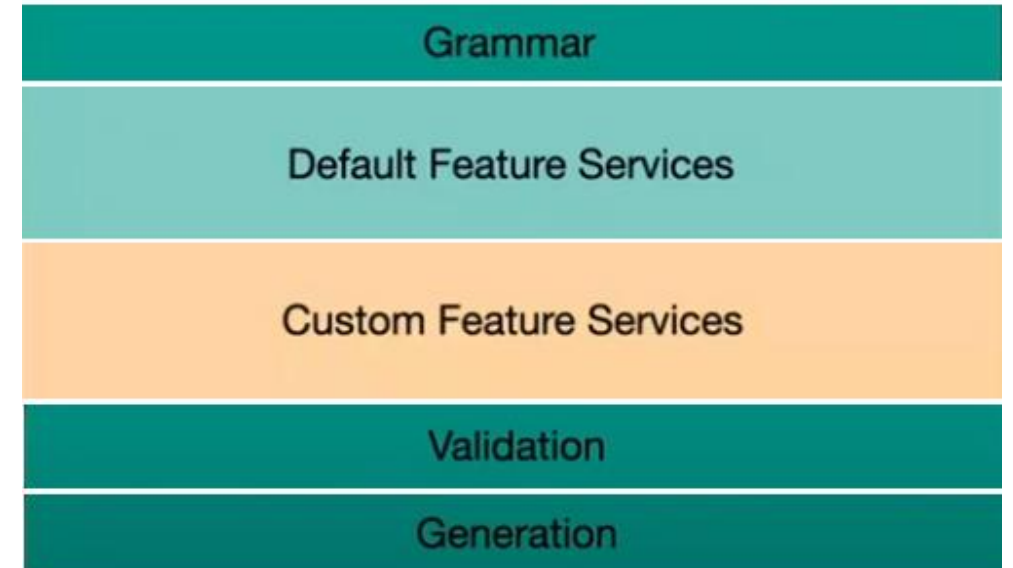 Grammar
Default Feature Services
Custom Feature Services
Validation
Generation